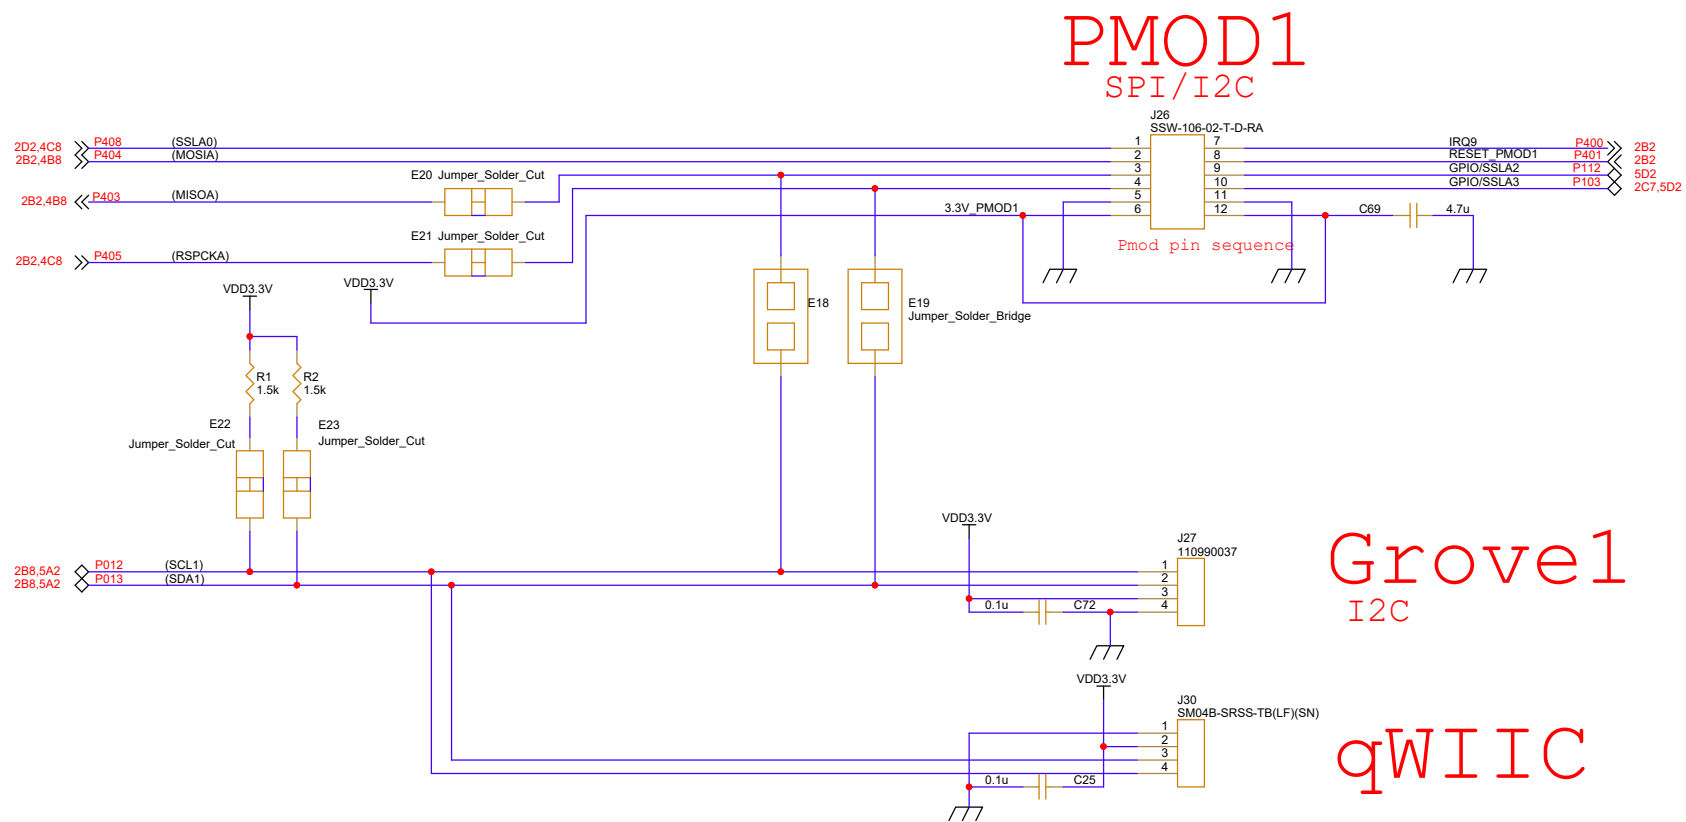 PMOD1
SPI/I2C
J26
SSW-106-02-T-D-RA
2D2,4C8 P408 (SSLA0) 1 7 IRQ9 P400 2B2
2B2,4B8 P404 (MOSIA) 2 8 RESET_PMOD1 P401 2B2
3 9 GPIO/SSLA2 P112 5D2
E20 Jumper_Solder_Cut 4 10 GPIO/SSLA3 P103 2C7,5D2
2B2,4B8 P403 (MISOA) 5 11
3.3V_PMOD1 6 12 C69 4.7u
E21 Jumper_Solder_Cut Pmod pin sequence
2B2,4C8 P405 (RSPCKA)
VDD3.3V VDD3.3V
E18 E19
Jumper_Solder_Bridge
R1 R2
1.5k 1.5k
E22 E23
Jumper_Solder_Cut Jumper_Solder_Cut
VDD3.3V
J27
110990037
Grove1
I2C
2B8,5A2 P012 (SCL1) 1
2B8,5A2 P013 (SDA1) 2
3
0.1u C72 4
VDD3.3V
J30
SM04B-SRSS-TB(LF)(SN)
qWIIC
1
2
3
4
0.1u C25